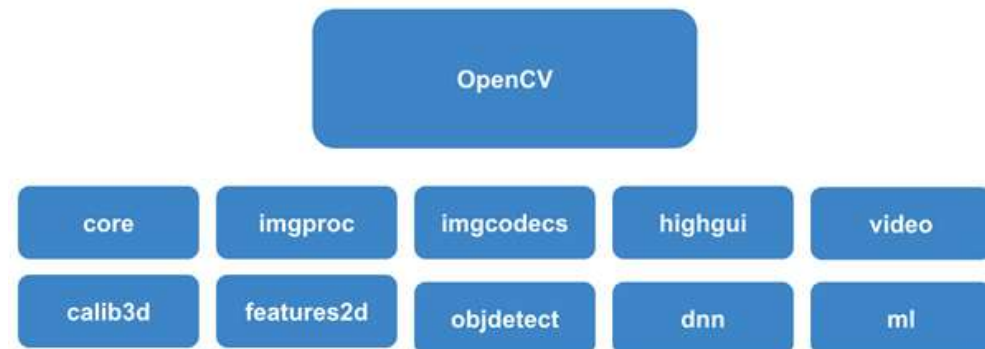 OpenCV
core imgproc imgcodecs highgui video
calib3d features2d objdetect dnn ml